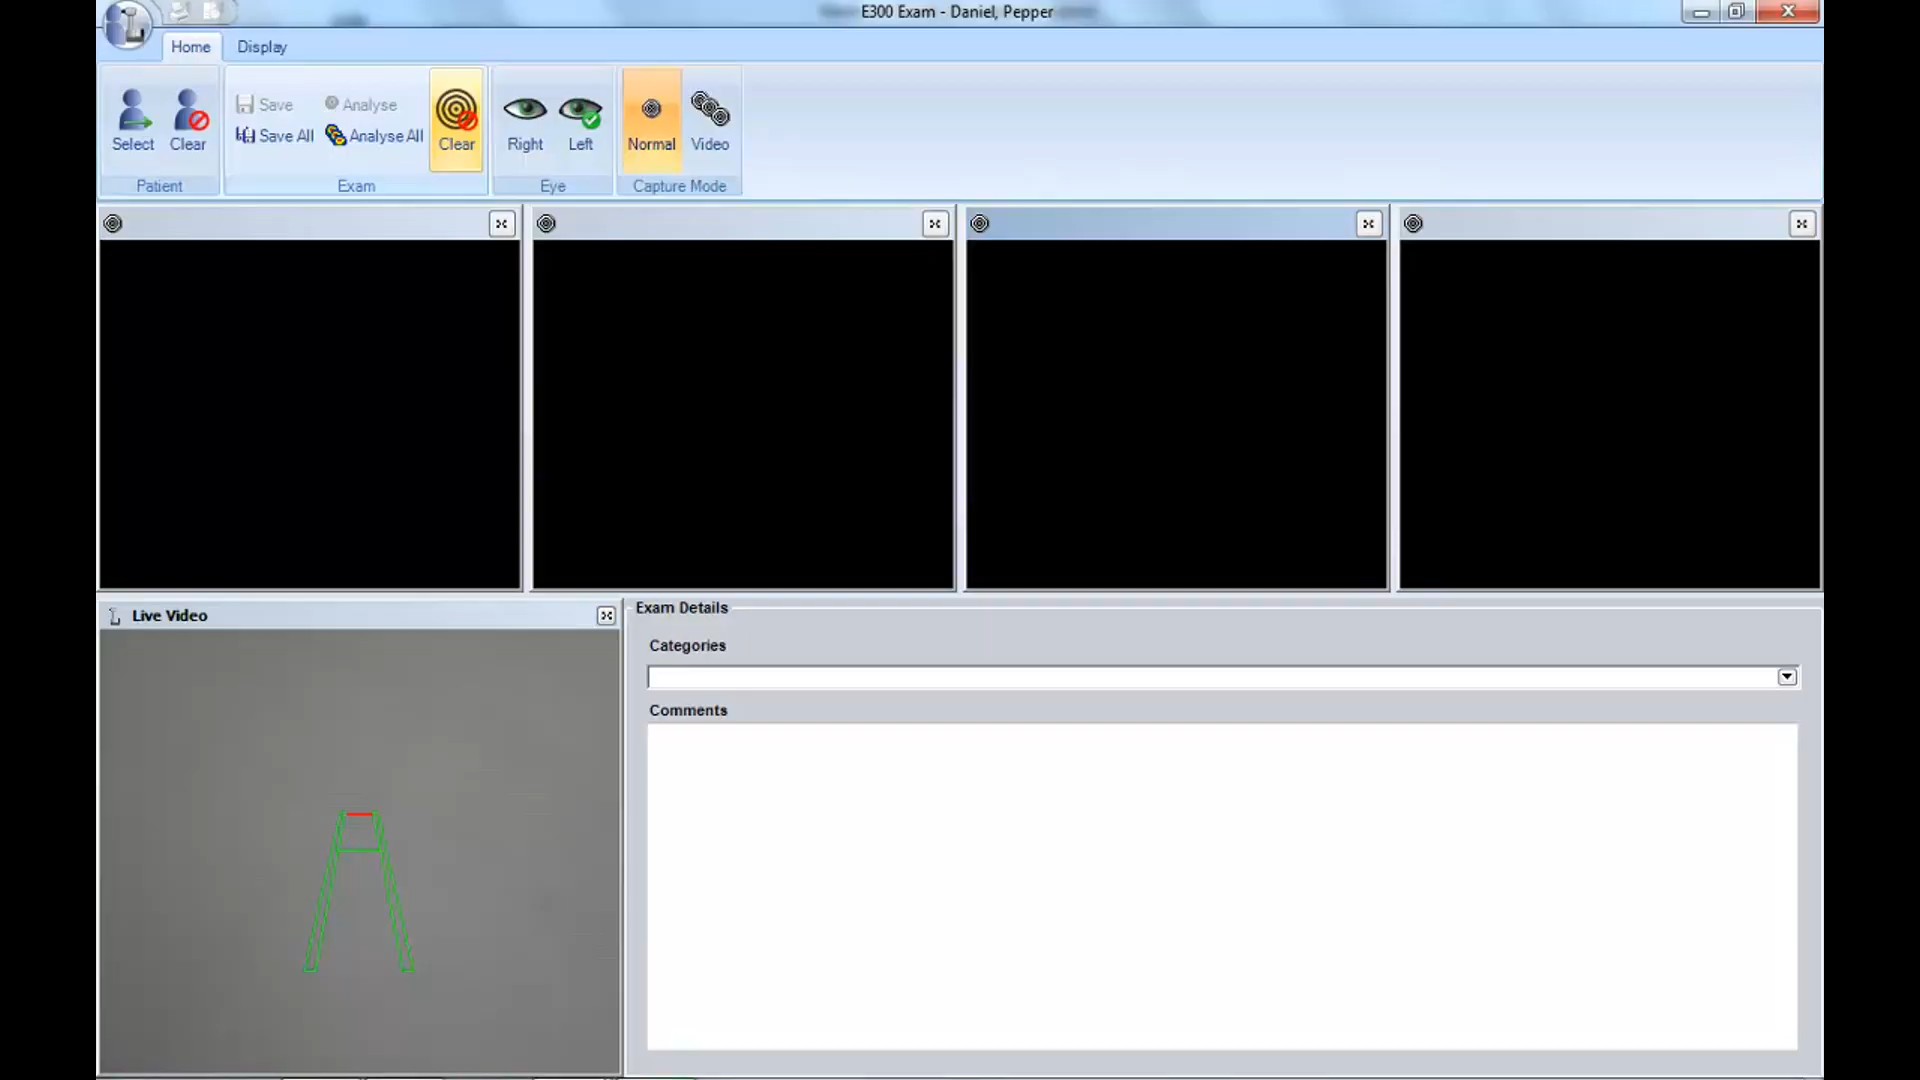 E300 Exam - Daniel, Pepper
Home Display
Select Clear
Patient
Save Analyse
Save All Analyse All
Clear
Exam
Right Left
Eye
Normal Video
Capture Mode
Live Video
Exam Details
Categories
Comments